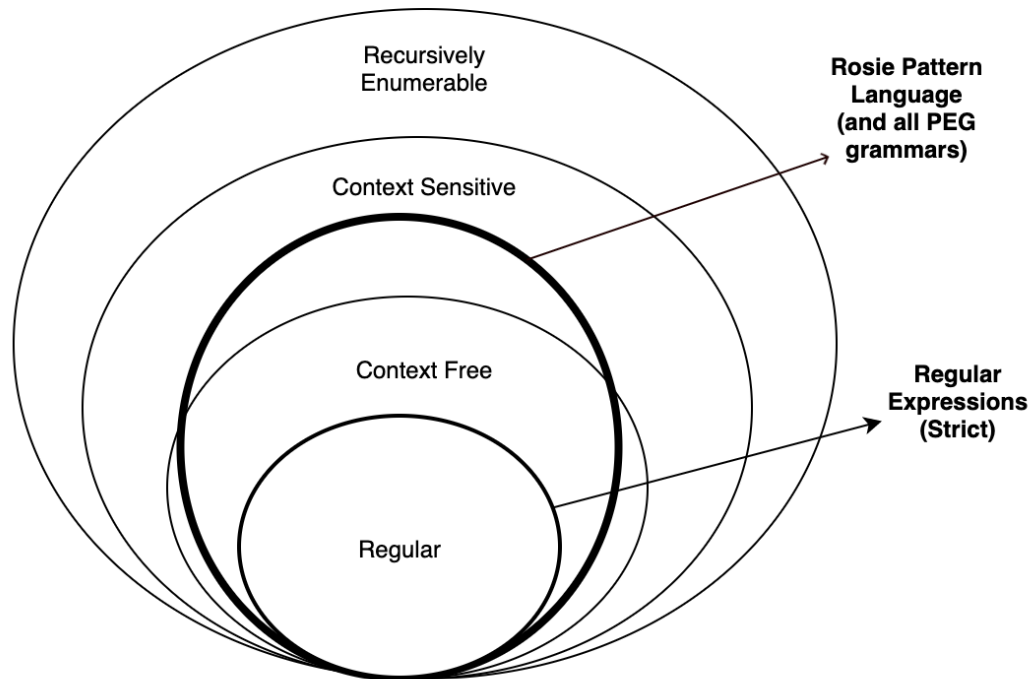 Recursively
Enumerable
Rosie Pattern
Language
(and all PEG
grammars)
Context Sensitive
Context Free
Regular
Expressions
(Strict)
Regular